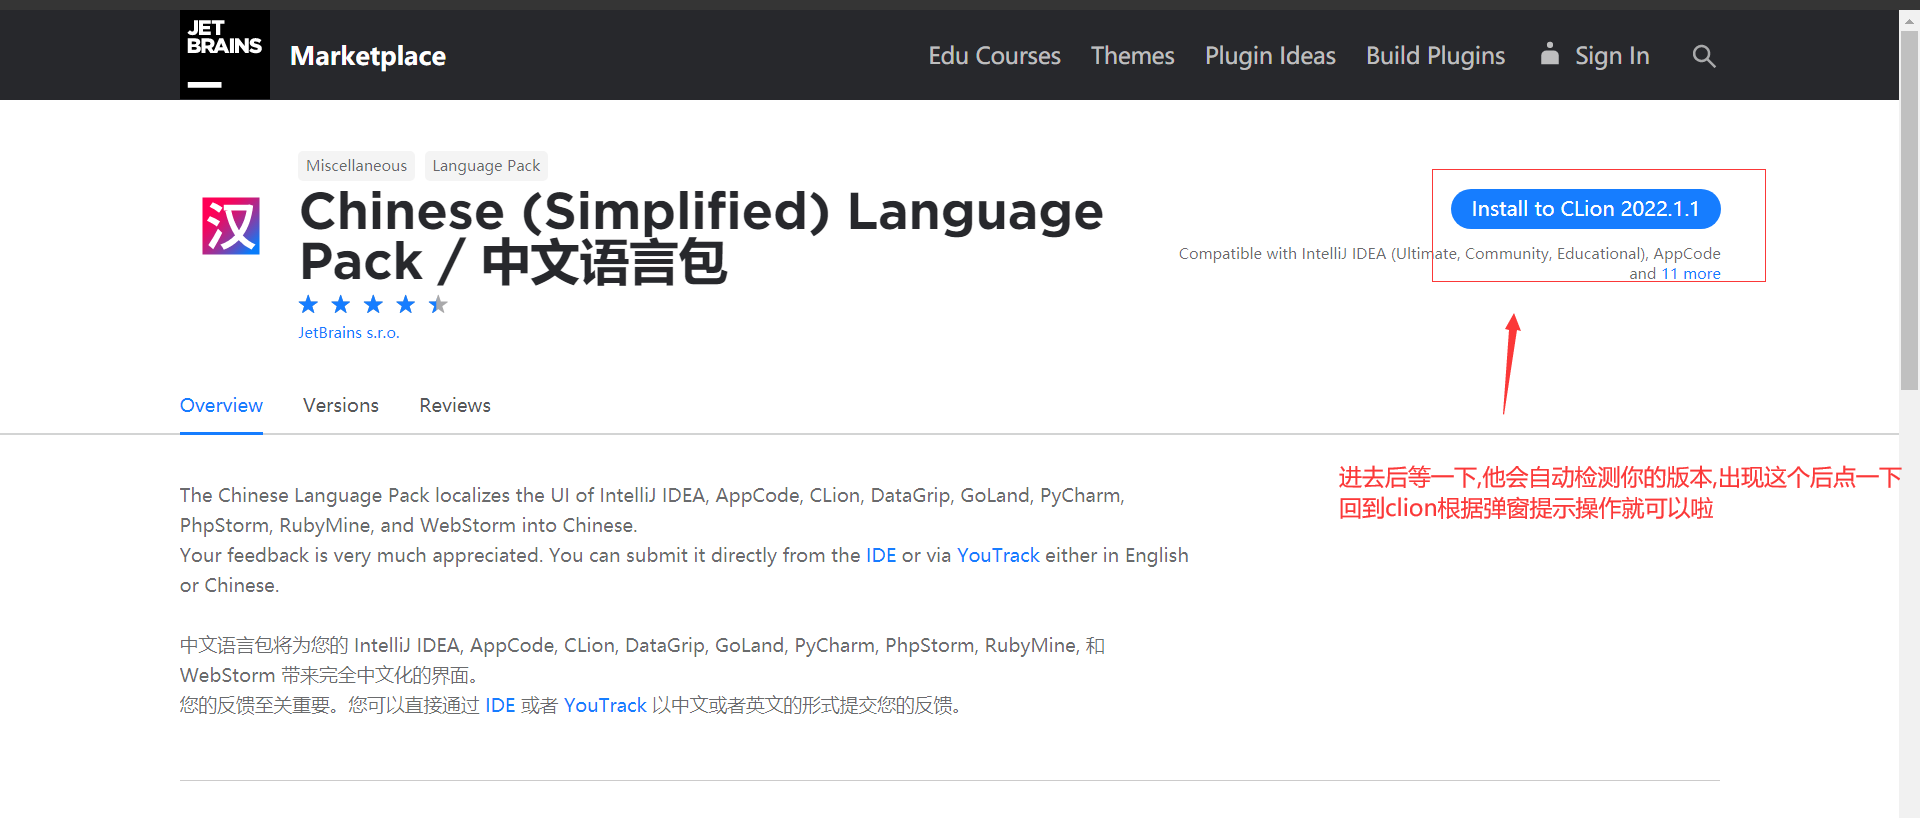 JET
BRAINS
Marketplace
Edu Courses
Themes
Plugin Ideas
Build Plugins
Sign In
Miscellaneous
Language Pack
汉
Chinese (Simplified) Language
Pack / 中文语言包
JetBrains s.r.o.
Install to CLion 2022.1.1
Compatible with IntelliJ IDEA (Ultimate, Community, Educational), AppCode
and 11 more
Overview
Versions
Reviews
进去后等一下,他会自动检测你的版本,出现这个后点一下
回到clion根据弹窗提示操作就可以啦
The Chinese Language Pack localizes the UI of IntelliJ IDEA, AppCode, CLion, DataGrip, GoLand, PyCharm,
PhpStorm, RubyMine, and WebStorm into Chinese.
Your feedback is very much appreciated. You can submit it directly from the IDE or via YouTrack either in English
or Chinese.
中文语言包将为您的 IntelliJ IDEA, AppCode, CLion, DataGrip, GoLand, PyCharm, PhpStorm, RubyMine, 和
WebStorm 带来完全中文化的界面。
您的反馈至关重要。您可以直接通过 IDE 或者 YouTrack 以中文或者英文的形式提交您的反馈。